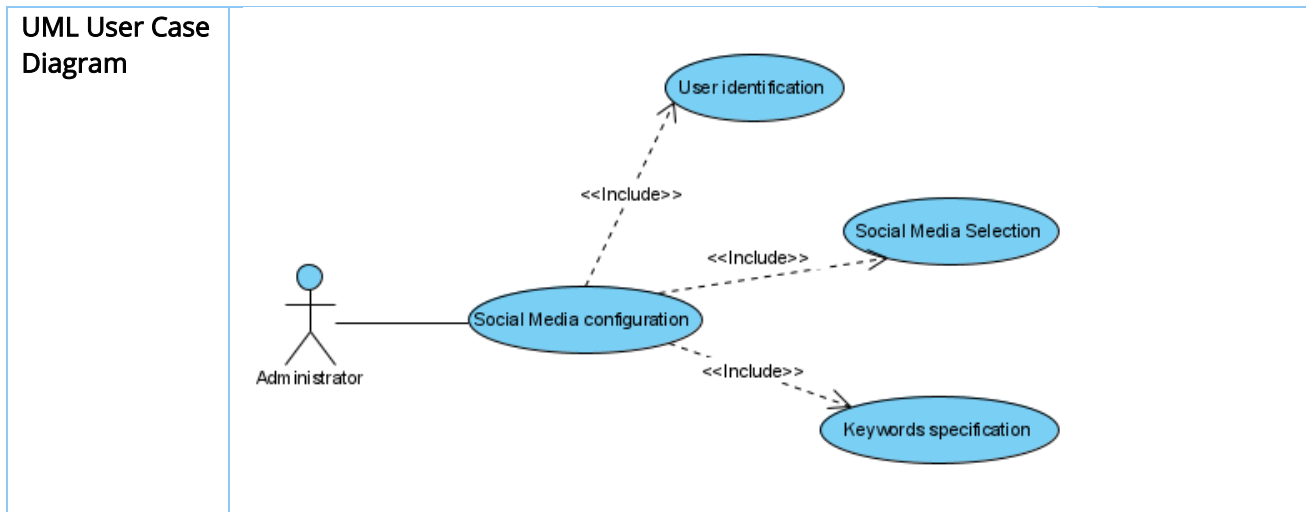 UML User Case
Diagram
User identification
<<Include>>
Social Media Selection
<<Include>>
Social Media configuration
<<Include>>
Administrator
Keywords specification